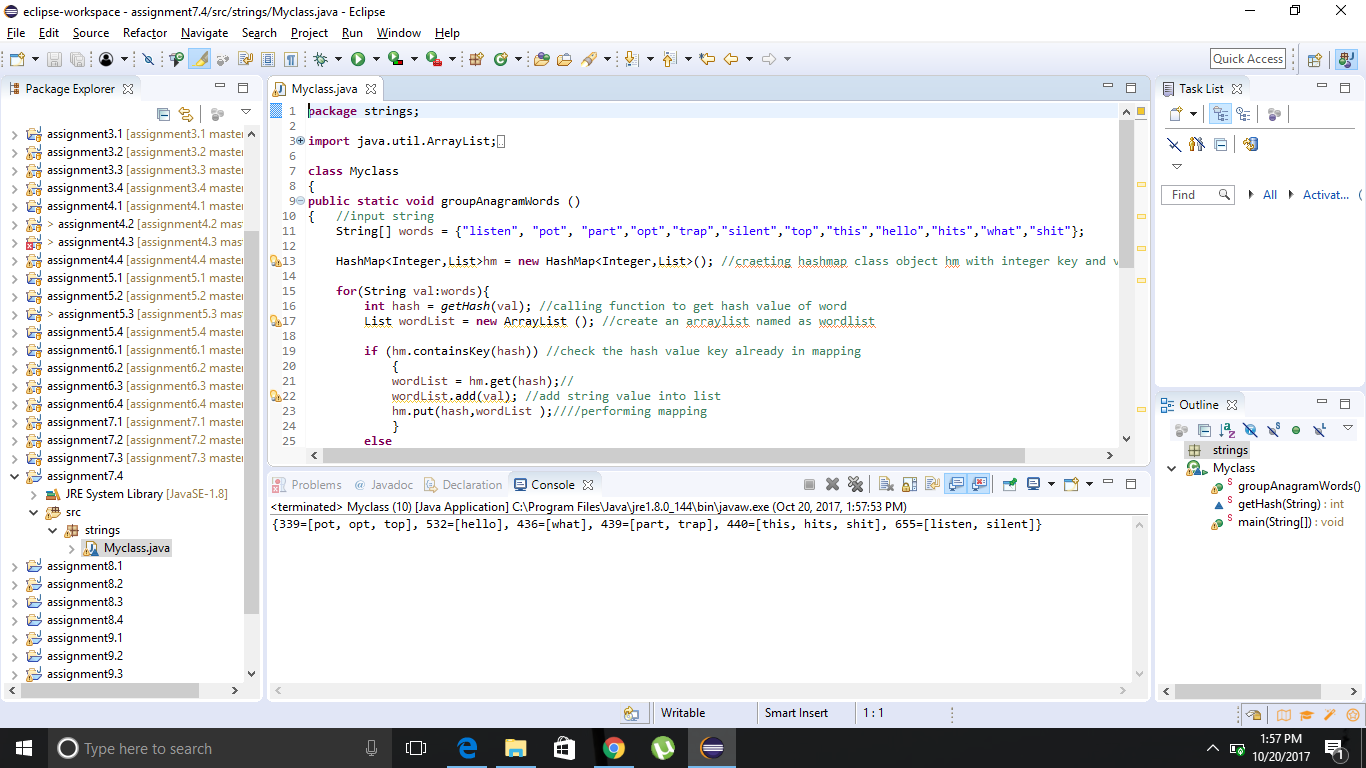 eclipse-workspace - assignment7.4/src/strings/Myclass.java - Eclipse
File Edit Source Refactor Navigate Search Project Run Window Help
Quick Access
Package Explorer
assignment3.1 [assignment3.1 master
assignment3.2 [assignment3.2 master
assignment3.3 [assignment3.3 master
assignment3.4 [assignment3.4 master
assignment4.1 [assignment4.1 master
> assignment4.2 [assignment4.2 mas
> assignment4.3 [assignment4.3 mas
assignment4.4 [assignment4.4 master
assignment5.1 [assignment5.1 master
assignment5.2 [assignment5.2 master
> assignment5.3 [assignment5.3 mas
assignment5.4 [assignment5.4 master
assignment6.1 [assignment6.1 master
assignment6.2 [assignment6.2 master
assignment6.3 [assignment6.3 master
assignment6.4 [assignment6.4 master
assignment7.1 [assignment7.1 master
assignment7.2 [assignment7.2 master
assignment7.3 [assignment7.3 master
assignment7.4
JRE System Library [JavaSE-1.8]
src
strings
Myclass.java
assignment8.1
assignment8.2
assignment8.3
assignment8.4
assignment9.1
assignment9.2
assignment9.3
Myclass.java
1 package strings;
2
3 import java.util.ArrayList;
6
7 class Myclass
8 {
9 public static void groupAnagramWords ()
10 { //input string
11 String[] words = {"listen", "pot", "part","opt","trap","silent","top","this","hello","hits","what","shit"};
12
13 HashMap<Integer,List>hm = new HashMap<Integer,List>(); //craeting hashmap class object hm with integer key and v
14
15 for(String val:words){
16 int hash = getHash(val); //calling function to get hash value of word
17 List wordList = new ArrayList (); //create an arraylist named as wordlist
18
19 if (hm.containsKey(hash)) //check the hash value key already in mapping
20 {
21 wordList = hm.get(hash);//
22 wordList.add(val); //add string value into list
23 hm.put(hash,wordList );////performing mapping
24 }
25 else
Problems Javadoc Declaration Console
<terminated> Myclass (10) [Java Application] C:\Program Files\Java\jre1.8.0_144\bin\javaw.exe (Oct 20, 2017, 1:57:53 PM)
{339=[pot, opt, top], 532=[hello], 436=[what], 439=[part, trap], 440=[this, hits, shit], 655=[listen, silent]}
Task List
Find All Activat...
Outline
strings
Myclass
groupAnagramWords()
getHash(String) : int
main(String[]) : void
Writable Smart Insert 1 : 1
Type here to search
1:57 PM
10/20/2017
1